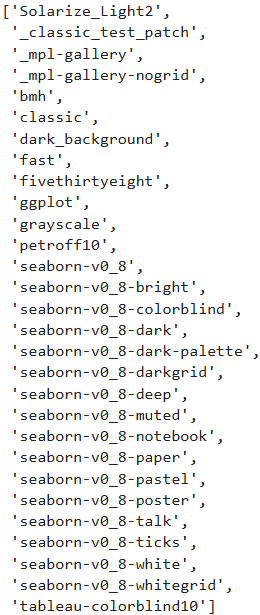 ['Solarize_Light2',
'_classic_test_patch',
'_mpl-gallery',
'_mpl-gallery-nogrid',
'bmh',
'classic',
'dark_background',
'fast',
'fivethirtyeight',
'ggplot',
'grayscale',
'petroff10',
'seaborn-v0_8',
'seaborn-v0_8-bright',
'seaborn-v0_8-colorblind',
'seaborn-v0_8-dark',
'seaborn-v0_8-dark-palette',
'seaborn-v0_8-darkgrid',
'seaborn-v0_8-deep',
'seaborn-v0_8-muted',
'seaborn-v0_8-notebook',
'seaborn-v0_8-paper',
'seaborn-v0_8-pastel',
'seaborn-v0_8-poster',
'seaborn-v0_8-talk',
'seaborn-v0_8-ticks',
'seaborn-v0_8-white',
'seaborn-v0_8-whitegrid',
'tableau-colorblind10']